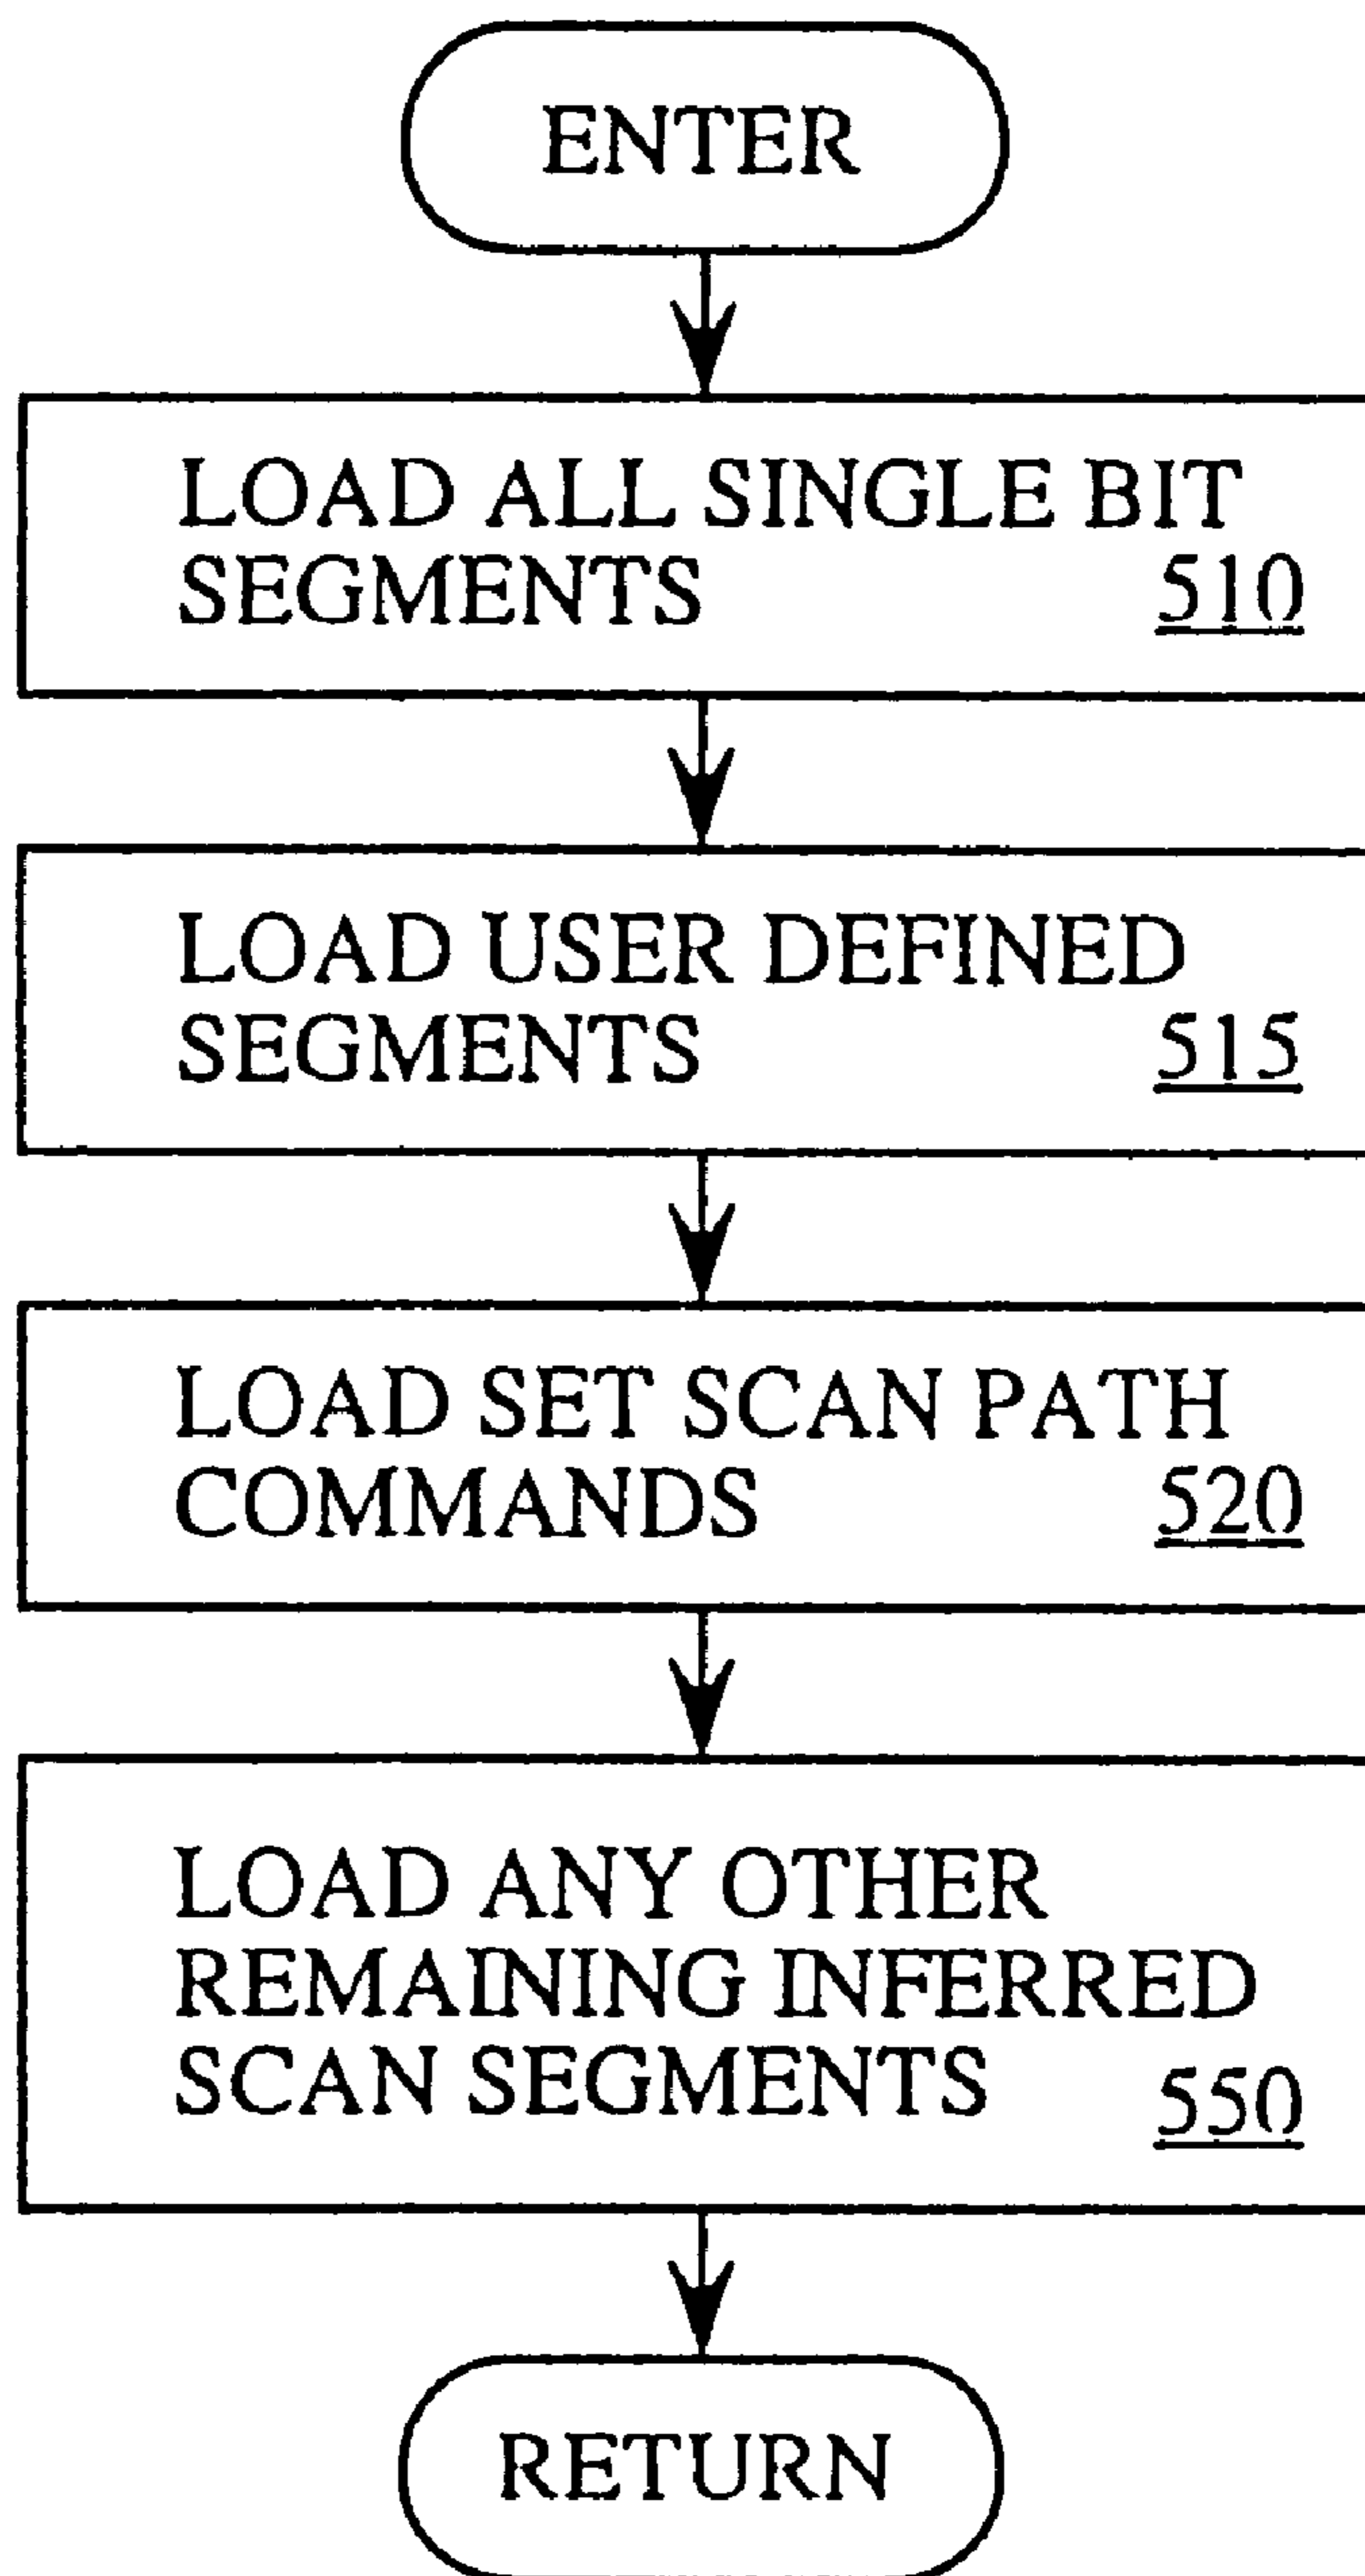 ENTER
LOAD ALL SINGLE BIT
SEGMENTS 510
LOAD USER DEFINED
SEGMENTS 515
LOAD SET SCAN PATH
COMMANDS 520
LOAD ANY OTHER
REMAINING INFERRED
SCAN SEGMENTS 550
RETURN